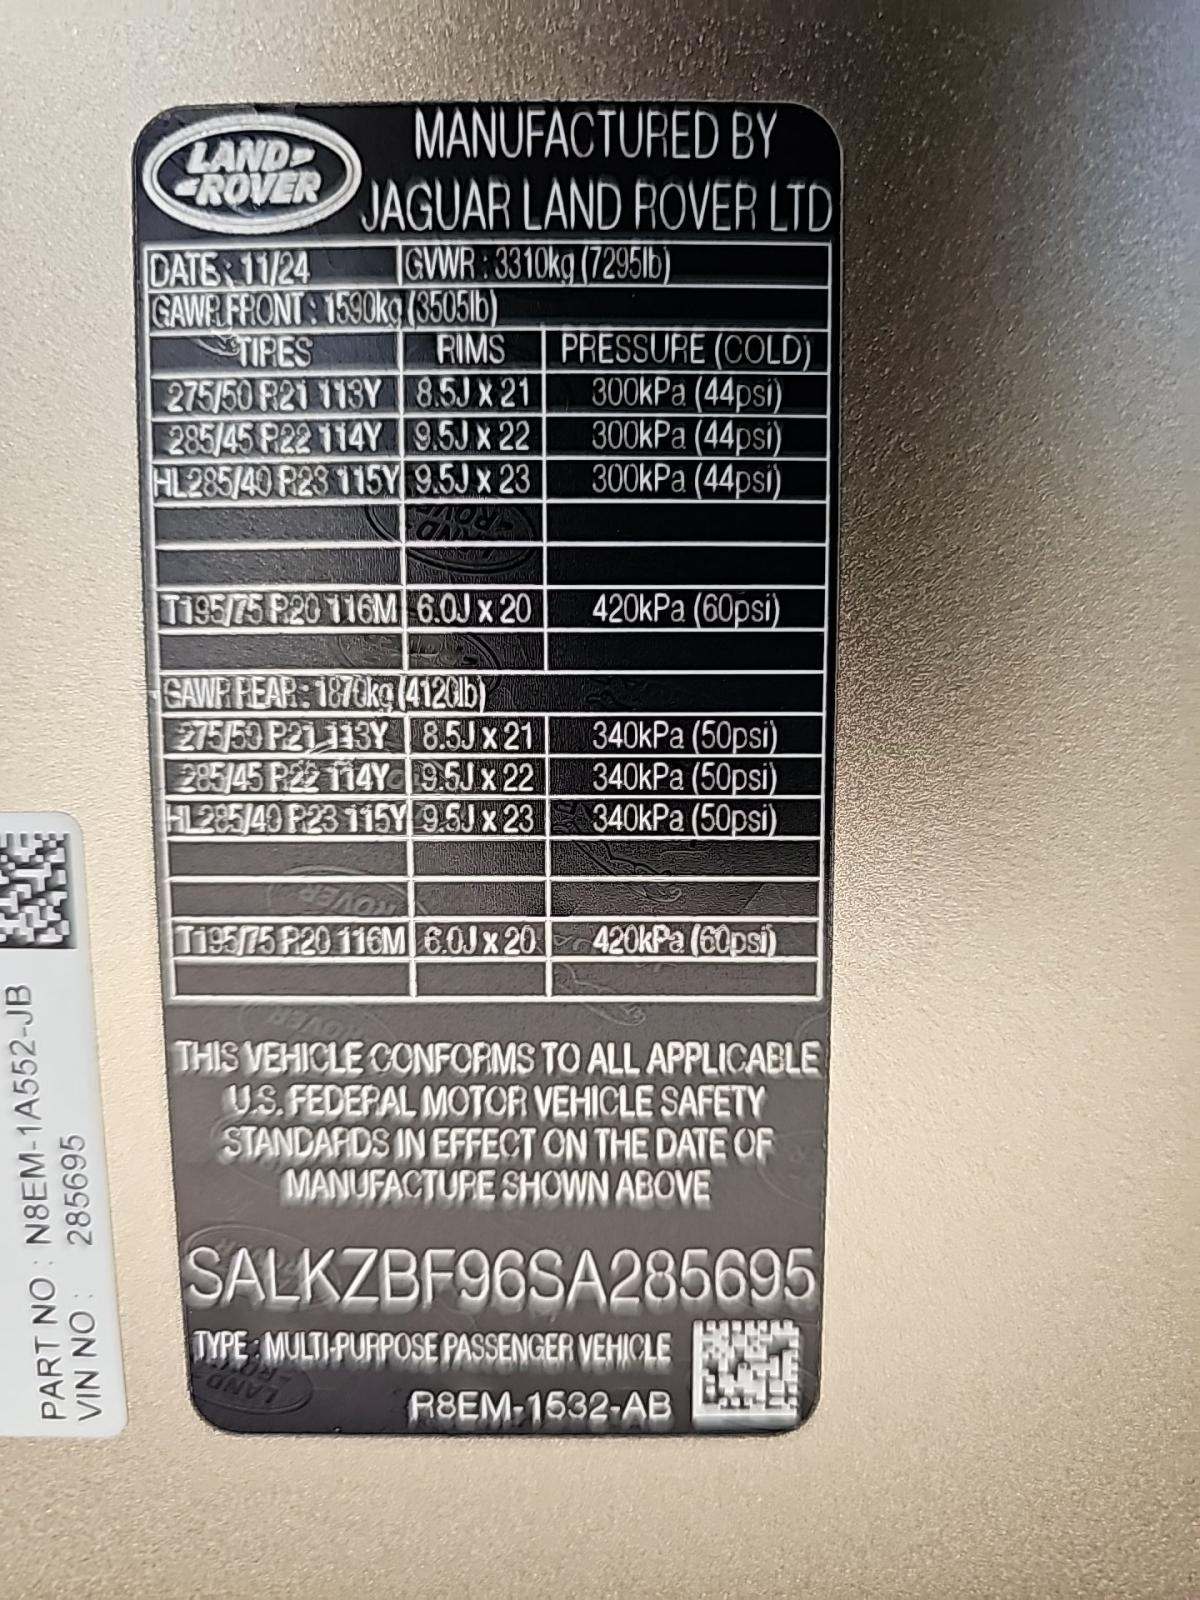 LAND-
-ROVER
MANUFACTURED BY
JAGUAR LAND ROVER LTD
DATE : 11/24 GVWR : 3310kg (7295lb)
GAWR FRONT : 1590kg (3505lb)
TIRES RIMS PRESSURE (COLD)
275/50 R21 113Y 8.5J x 21 300kPa (44psi)
285/45 R22 114Y 9.5J x 22 300kPa (44psi)
HL285/40 R23 115Y 9.5J x 23 300kPa (44psi)
T195/75 R20 116M 6.0J x 20 420kPa (60psi)
GAWR REAR : 1870kg (4120lb)
275/50 R21 113Y 8.5J x 21 340kPa (50psi)
285/45 R22 114Y 9.5J x 22 340kPa (50psi)
HL285/40 R23 115Y 9.5J x 23 340kPa (50psi)
T195/75 R20 116M 6.0J x 20 420kPa (60psi)
THIS VEHICLE CONFORMS TO ALL APPLICABLE
U.S. FEDERAL MOTOR VEHICLE SAFETY
STANDARDS IN EFFECT ON THE DATE OF
MANUFACTURE SHOWN ABOVE
SALKZBF96SA285695
TYPE : MULTI-PURPOSE PASSENGER VEHICLE
R8EM-1532-AB
PART NO : N8EM-1A552-JB
VIN NO : 285695